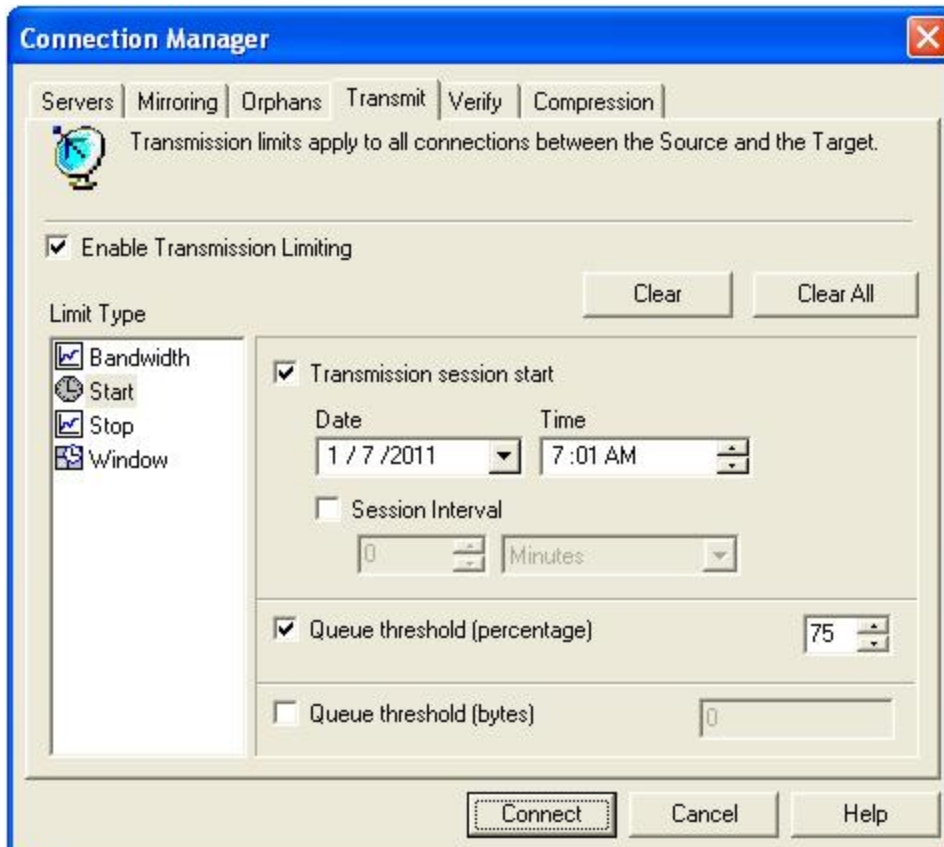 Connection Manager
Servers Mirroring Orphans Transmit Verify Compression
Transmission limits apply to all connections between the Source and the Target.
Enable Transmission Limiting
Clear Clear All
Limit Type
Bandwidth
Start
Stop
Window
Transmission session start
Date Time
1 / 7 /2011 7 :01 AM
Session Interval
0 Minutes
Queue threshold (percentage) 75
Queue threshold (bytes) 0
Connect Cancel Help